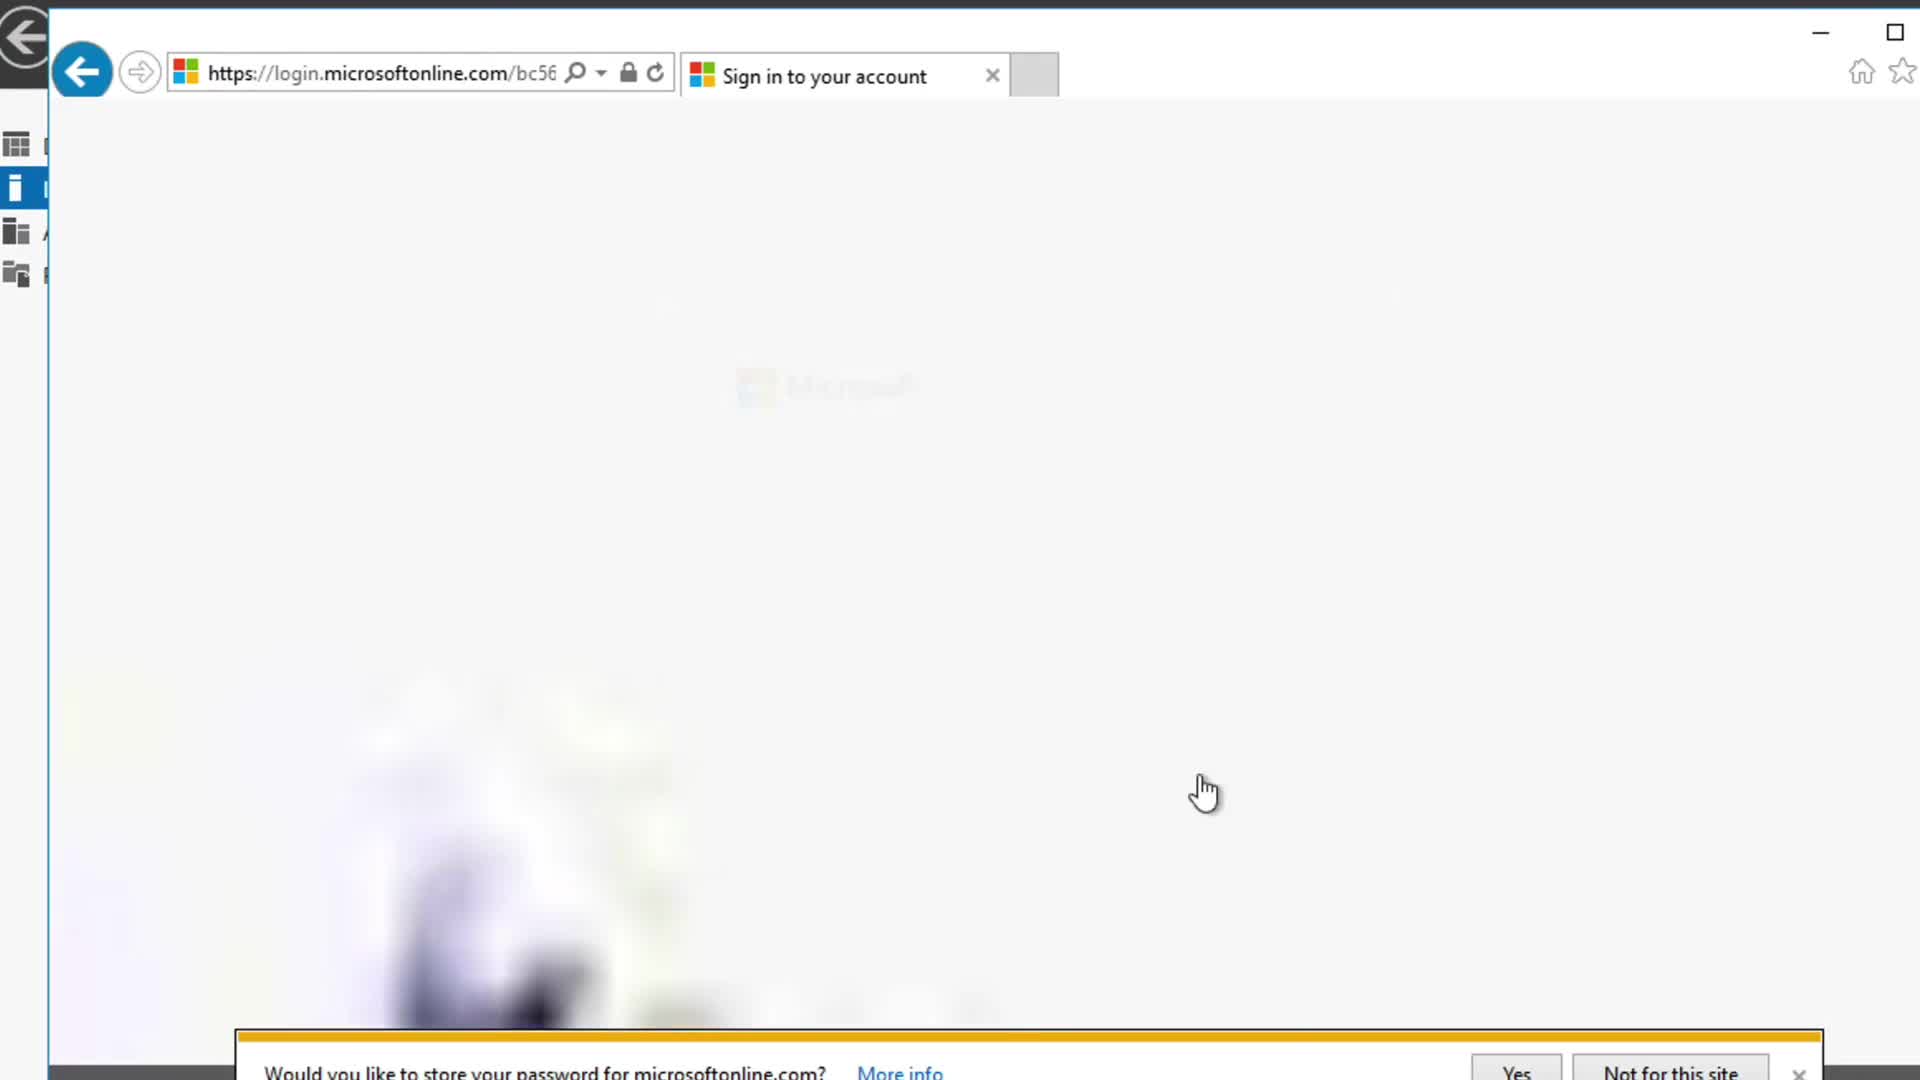 https://login.microsoftonline.com/bc56
Sign in to your account
Microsoft
Would you like to store your password for microsoftonline.com? More info
Yes
Not for this site